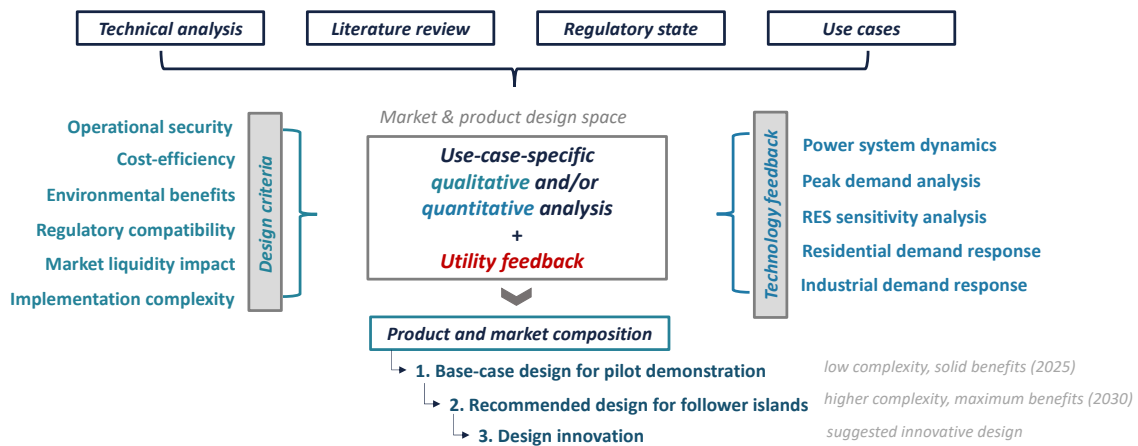 Technical analysis
Literature review
Regulatory state
Use cases
Market & product design space
Operational security
Cost-efficiency
Environmental benefits
Regulatory compatibility
Market liquidity impact
Implementation complexity
Design criteria
Use-case-specific
qualitative and/or
quantitative analysis
+
Utility feedback
Technology feedback
Power system dynamics
Peak demand analysis
RES sensitivity analysis
Residential demand response
Industrial demand response
Product and market composition
1. Base-case design for pilot demonstration
low complexity, solid benefits (2025)
2. Recommended design for follower islands
higher complexity, maximum benefits (2030)
3. Design innovation
suggested innovative design